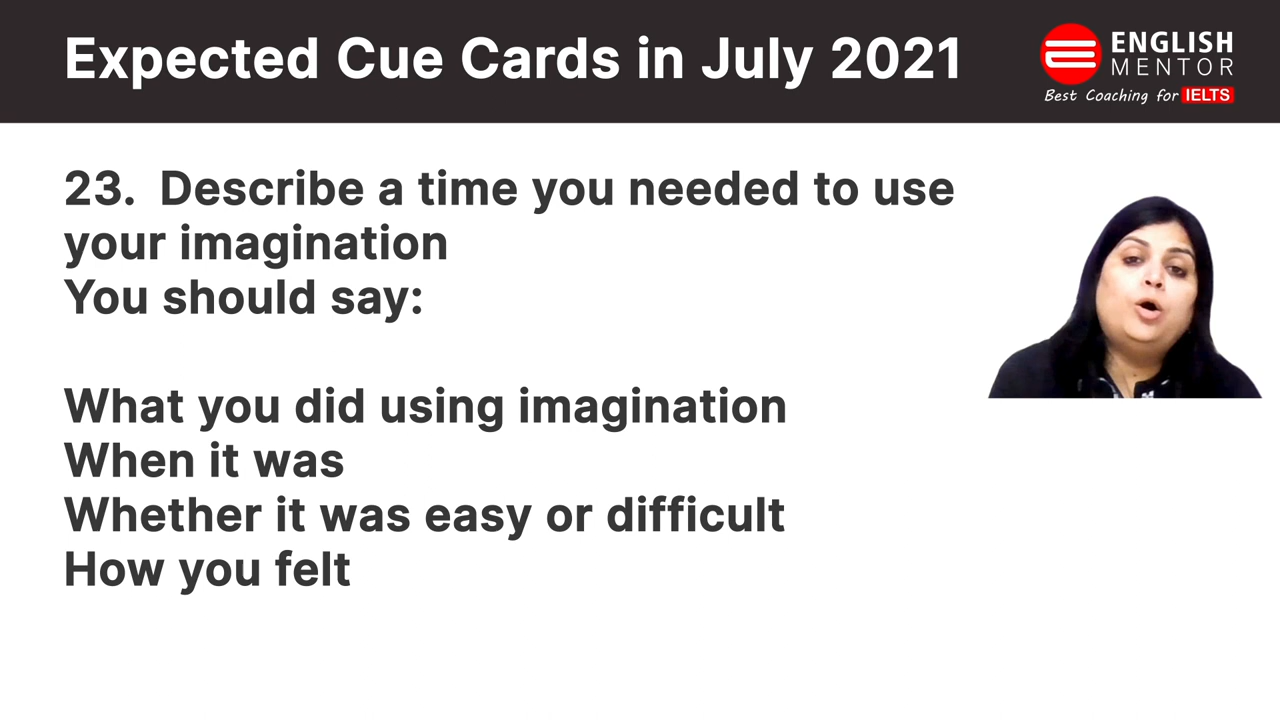 Expected Cue Cards in July 2021
ENGLISH
MENTOR
Best Coaching for IELTS
23. Describe a time you needed to use
your imagination
You should say:
What you did using imagination
When it was
Whether it was easy or difficult
How you felt